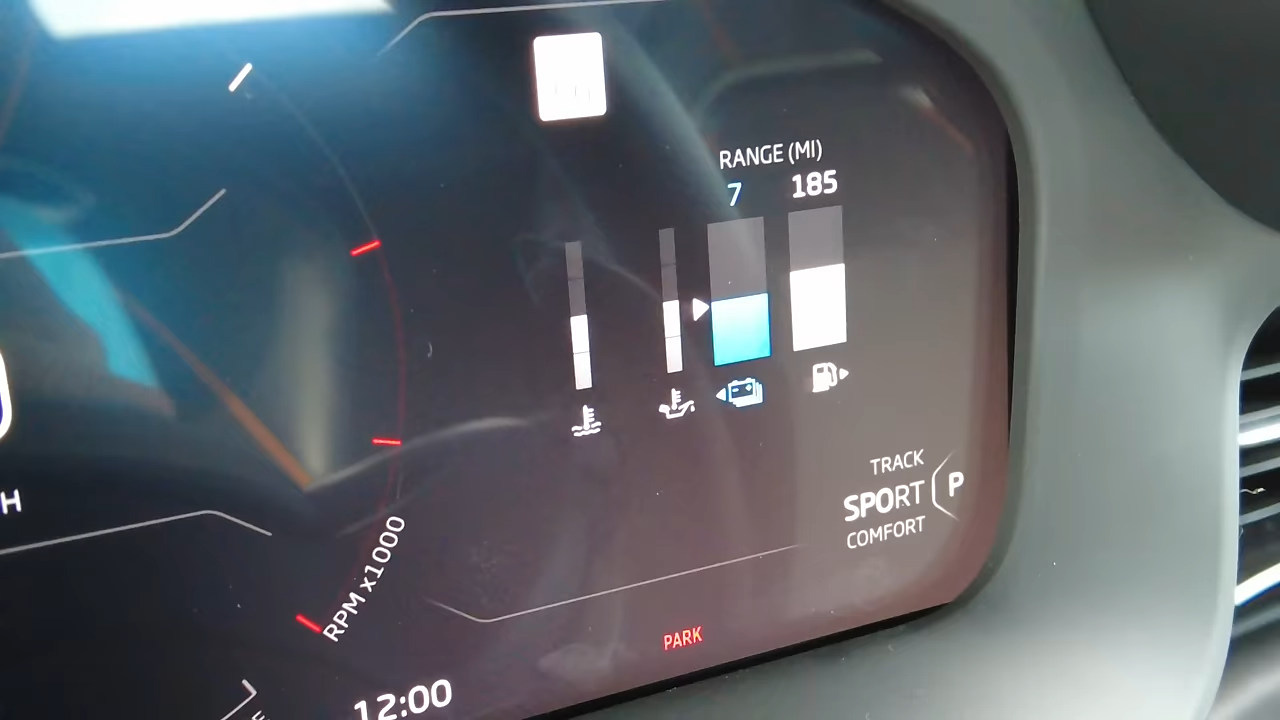 RANGE (MI)
7 185
H
TRACK
SPORT P
COMFORT
RPM x1000
PARK
12:00